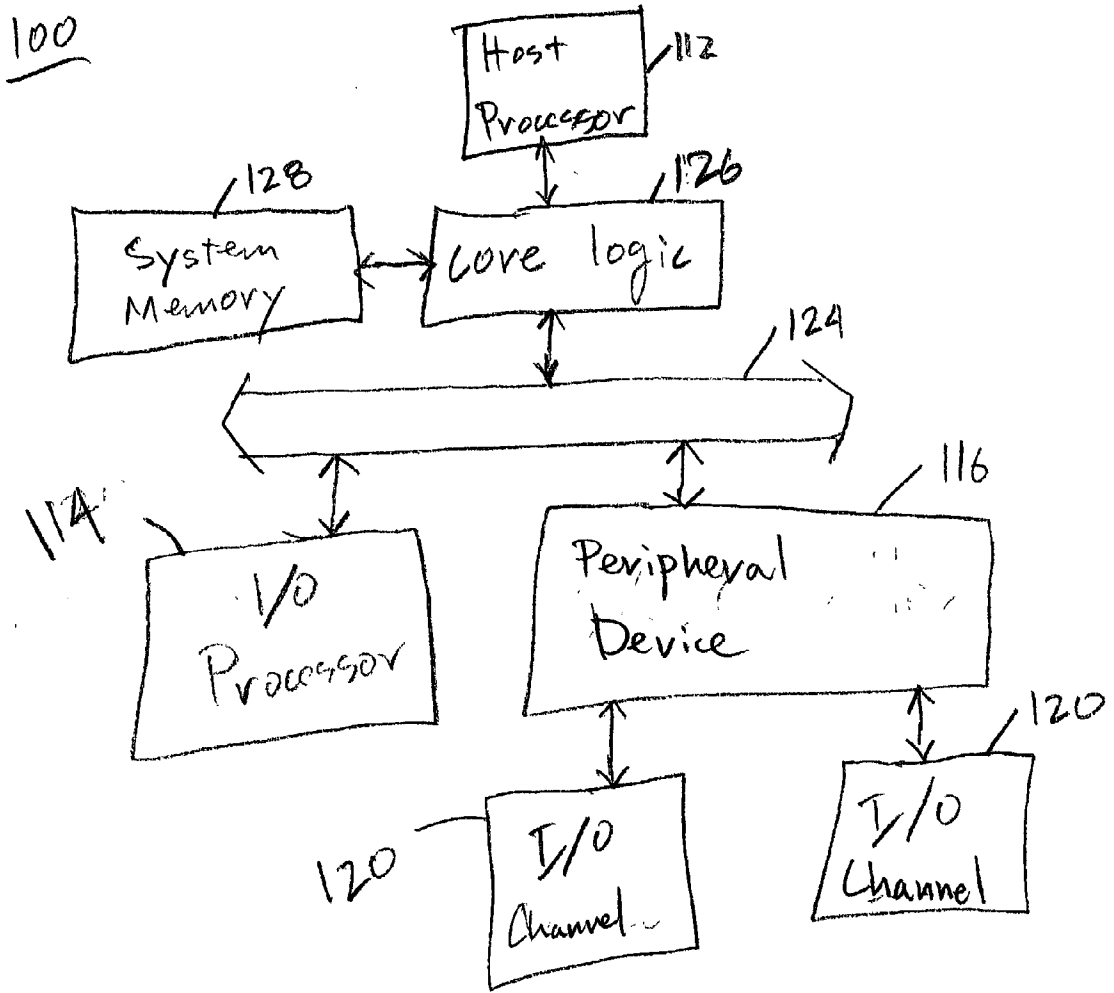 100
Host
Processor
112
128
126
System
Memory
core logic
124
116
114
I/O
Processor
Peripheral
Device
120
I/O
Channel
120
I/O
Channel